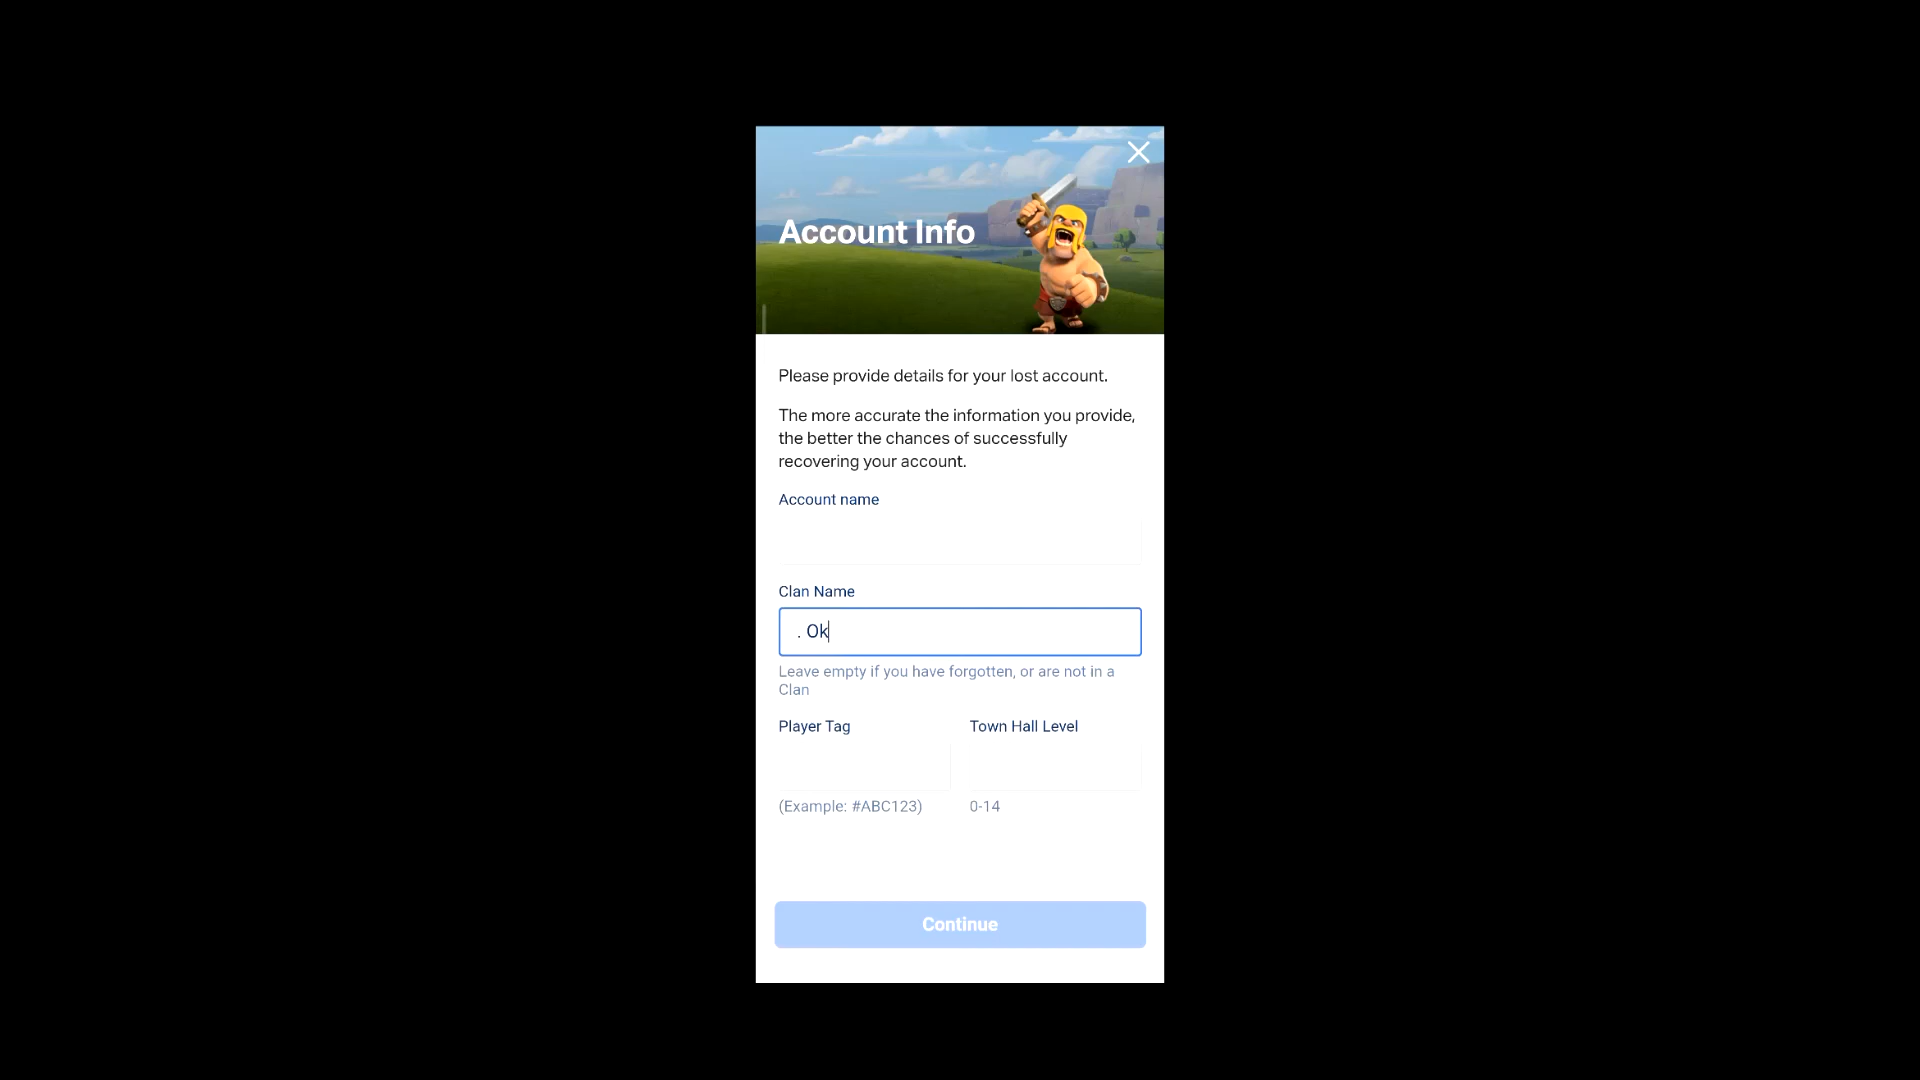 Account Info
Please provide details for your lost account.
The more accurate the information you provide,
the better the chances of successfully
recovering your account.
Account name
Clan Name
. Ok
Leave empty if you have forgotten, or are not in a
Clan
Player Tag
Town Hall Level
(Example: #ABC123)
0-14
Continue